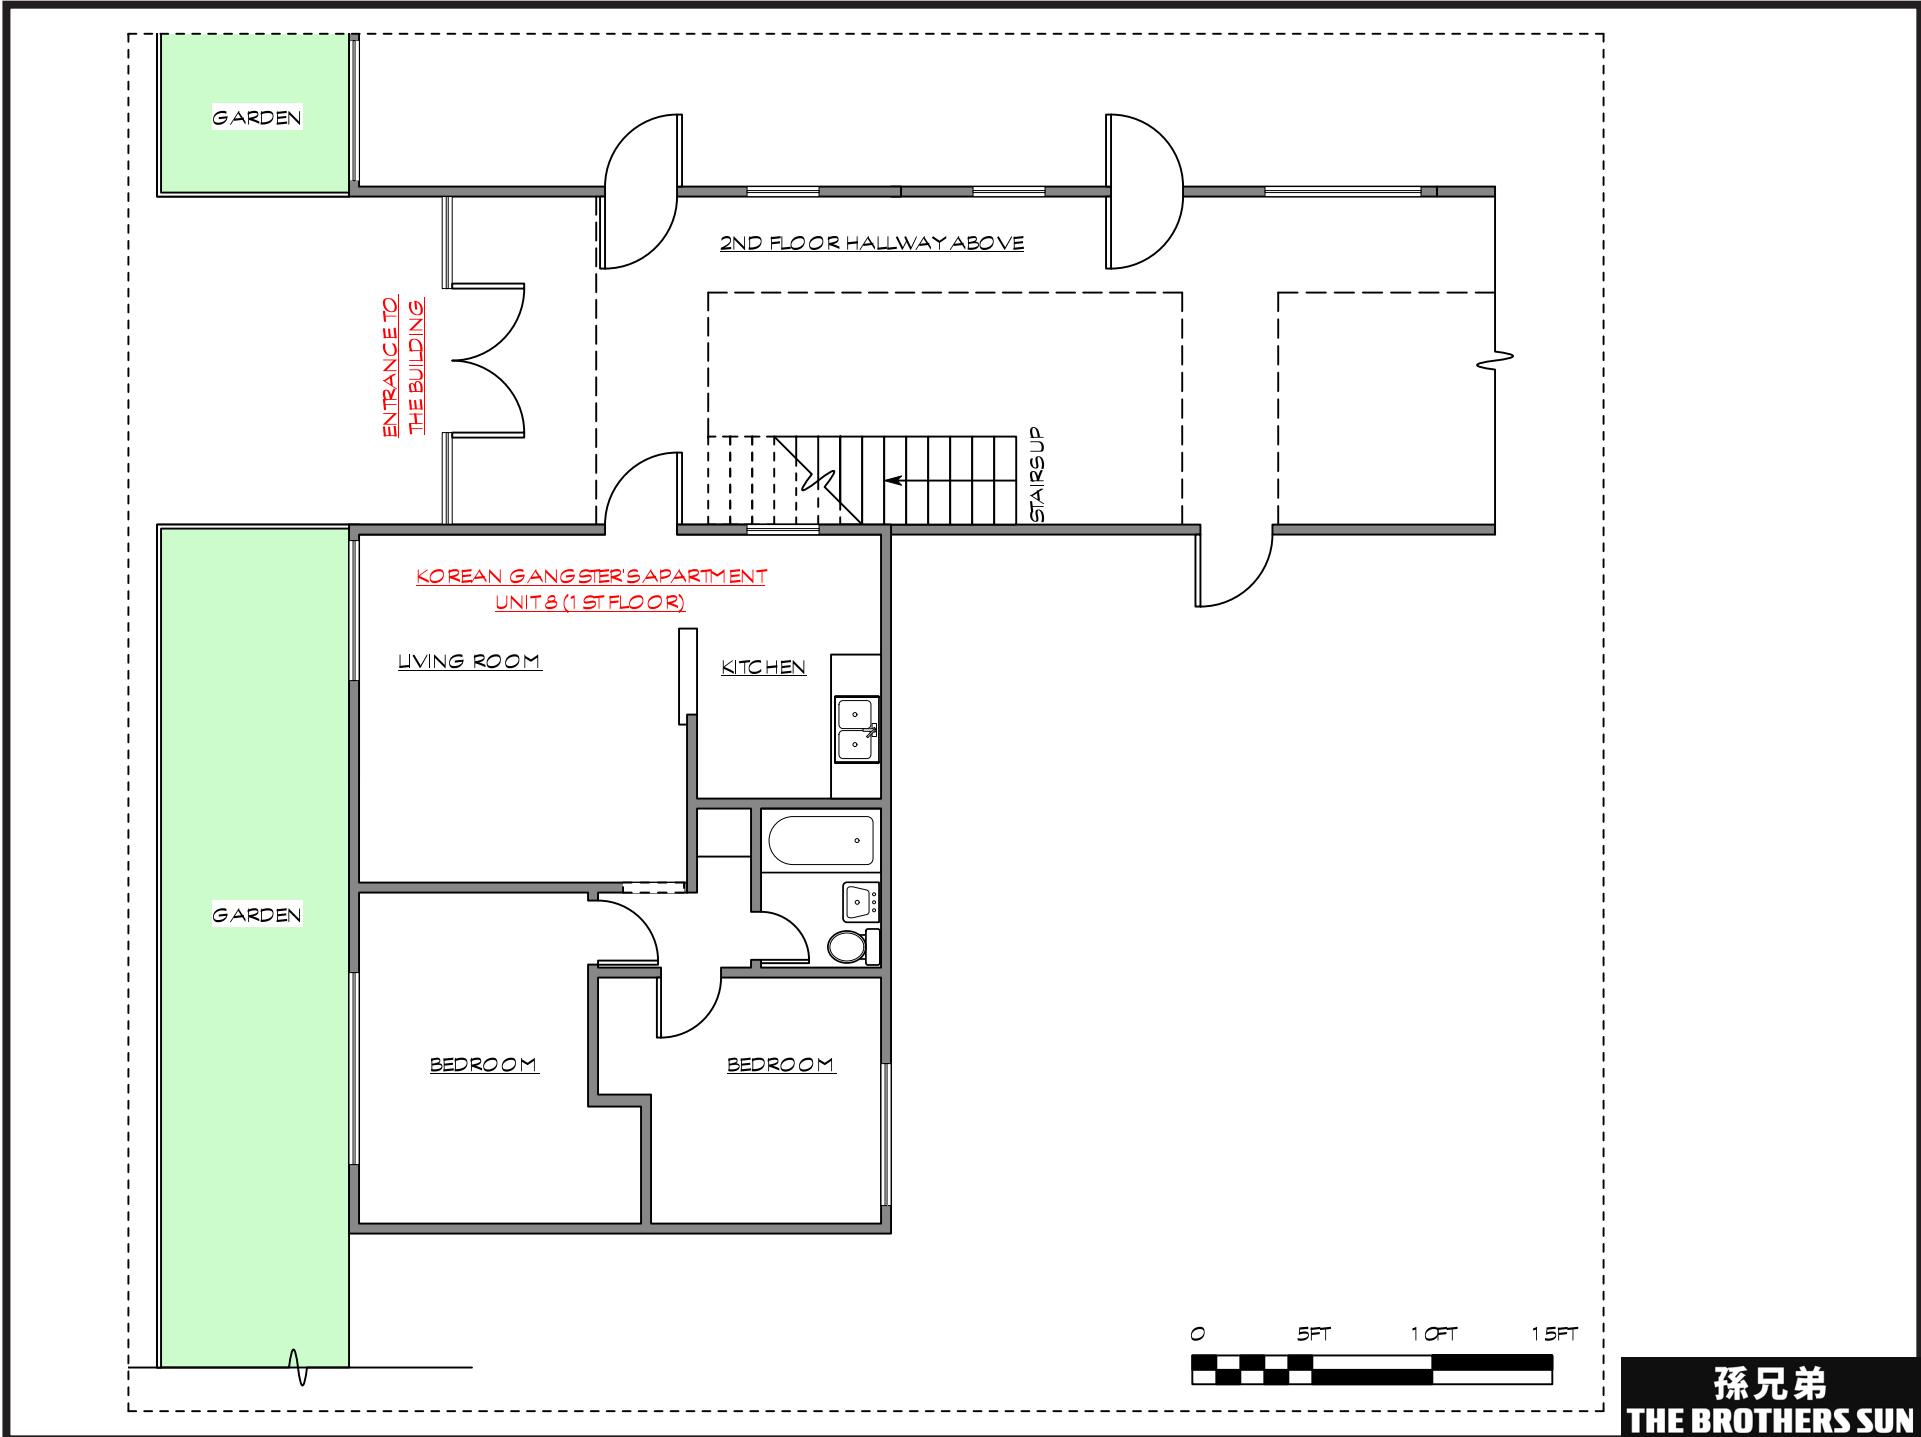 GARDEN
2ND FLOOR HALLWAY ABOVE
ENTRANCE TO
THE BUILDING
STAIRS UP
KOREAN GANGSTER'S APARTMENT
UNIT 8 (1ST FLOOR)
LIVING ROOM
KITCHEN
GARDEN
BEDROOM
BEDROOM
0 5FT 10FT 15FT
孫兄弟
THE BROTHERS SUN